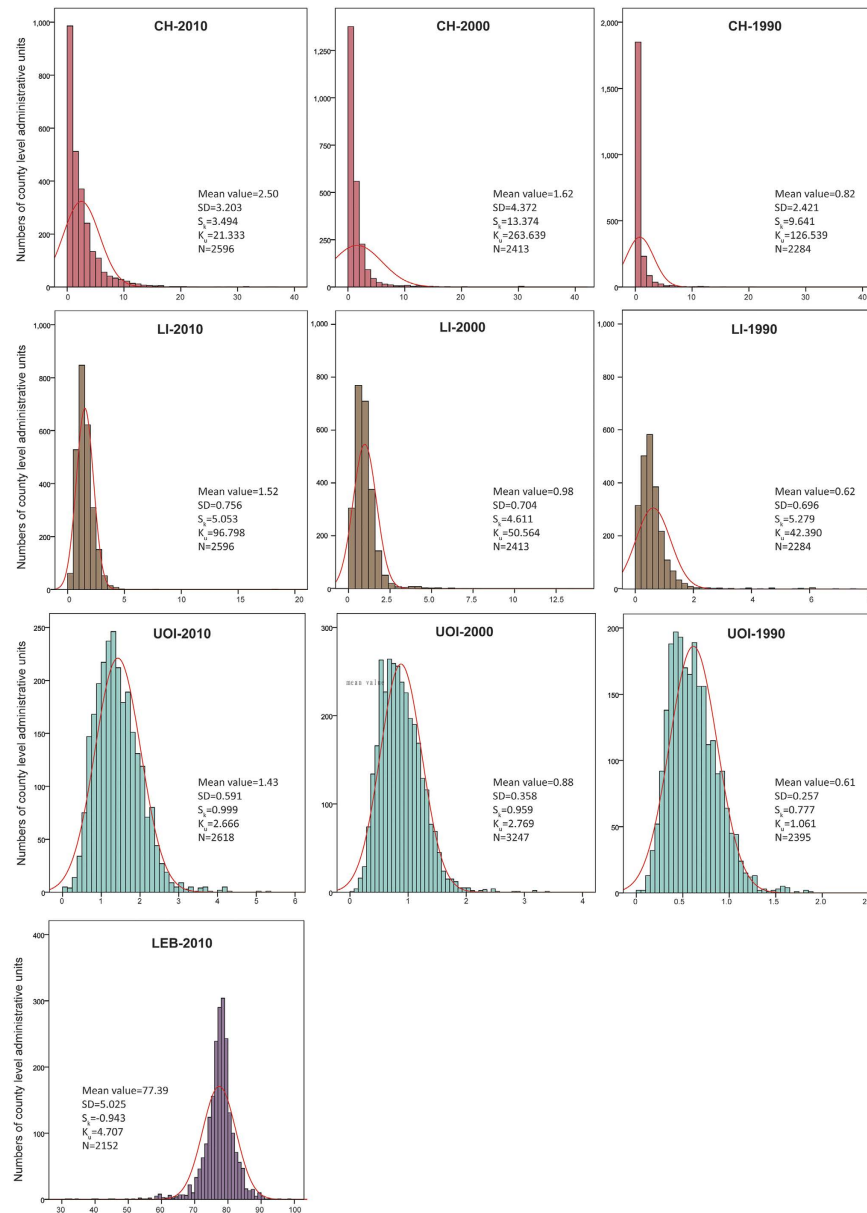 CH-2010
CH-2000
CH-1990
Numbers of county level administrative units
1,000
800
600
400
200
0
Mean value=2.50
SD=3.203
Sk=3.494
Ku=21.333
N=2596
0 10 20 30 40
1,250
1,000
750
500
250
0
Mean value=1.62
SD=4.372
Sk=13.374
Ku=263.639
N=2413
0 10 20 30 40
2,000
1,500
1,000
500
0
Mean value=0.82
SD=2.421
Sk=9.641
Ku=126.539
N=2284
0 10 20 30 40
LI-2010
LI-2000
LI-1990
Numbers of county level administrative units
1,000
800
600
400
200
0
Mean value=1.52
SD=0.756
Sk=5.053
Ku=96.798
N=2596
0 5 10 15 20
1,000
800
600
400
200
0
Mean value=0.98
SD=0.704
Sk=4.611
Ku=50.564
N=2413
0 2.5 5.0 7.5 10.0 12.5
1,000
800
600
400
200
0
Mean value=0.62
SD=0.696
Sk=5.279
Ku=42.390
N=2284
0 2 4 6
UOI-2010
UOI-2000
UOI-1990
Numbers of county level administrative units
250
200
150
100
50
0
Mean value=1.43
SD=0.591
Sk=0.999
Ku=2.666
N=2618
0 1 2 3 4 5 6
300
200
100
0
mean value
Mean value=0.88
SD=0.358
Sk=0.959
Ku=2.769
N=3247
0 1 2 3 4
200
150
100
50
0
Mean value=0.61
SD=0.257
Sk=0.777
Ku=1.061
N=2395
0 0.5 1.0 1.5 2.0
LEB-2010
Numbers of county level administrative units
400
300
200
100
0
Mean value=77.39
SD=5.025
Sk=-0.943
Ku=4.707
N=2152
30 40 50 60 70 80 90 100